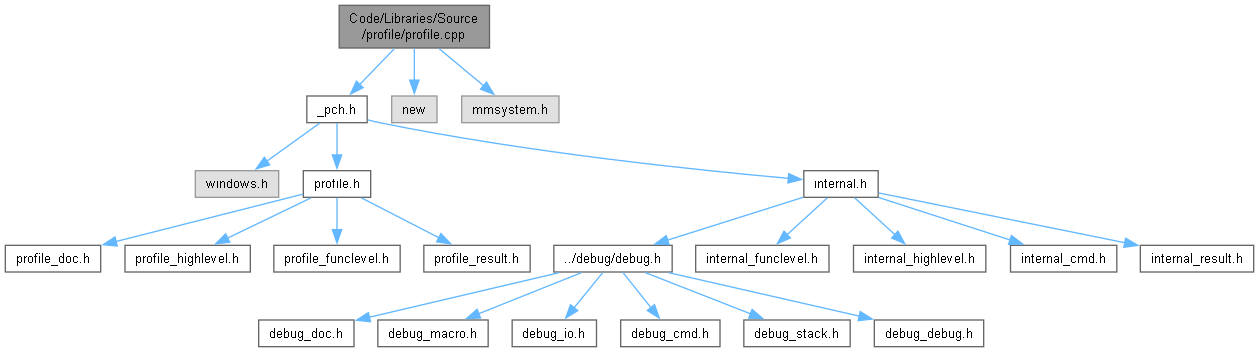 Code/Libraries/Source
/profile/profile.cpp
_pch.h
new
mmsystem.h
windows.h
profile.h
internal.h
profile_doc.h
profile_highlevel.h
profile_funclevel.h
profile_result.h
../debug/debug.h
internal_funclevel.h
internal_highlevel.h
internal_cmd.h
internal_result.h
debug_doc.h
debug_macro.h
debug_io.h
debug_cmd.h
debug_stack.h
debug_debug.h